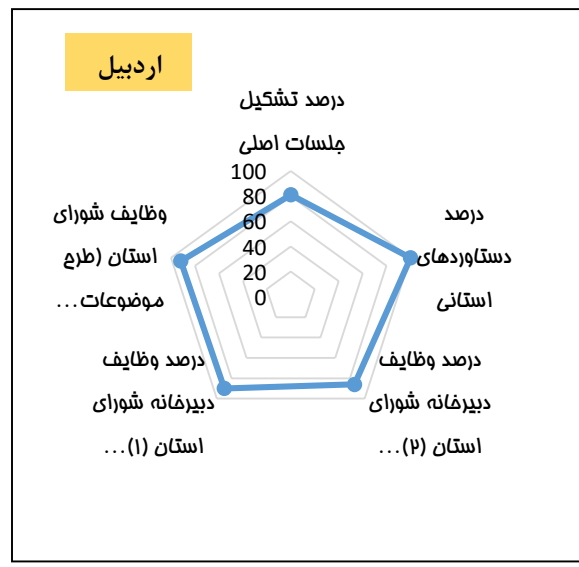 اردبیل
درصد تشکیل
جلسات اصلی
100
80
60
40
20
0
درصد
دستاوردهای
استانی
درصد وظایف
دبیرخانه شورای
استان (۲)...
درصد وظایف
دبیرخانه شورای
استان (۱)...
وظایف شورای
استان (طرح
موضوعات...